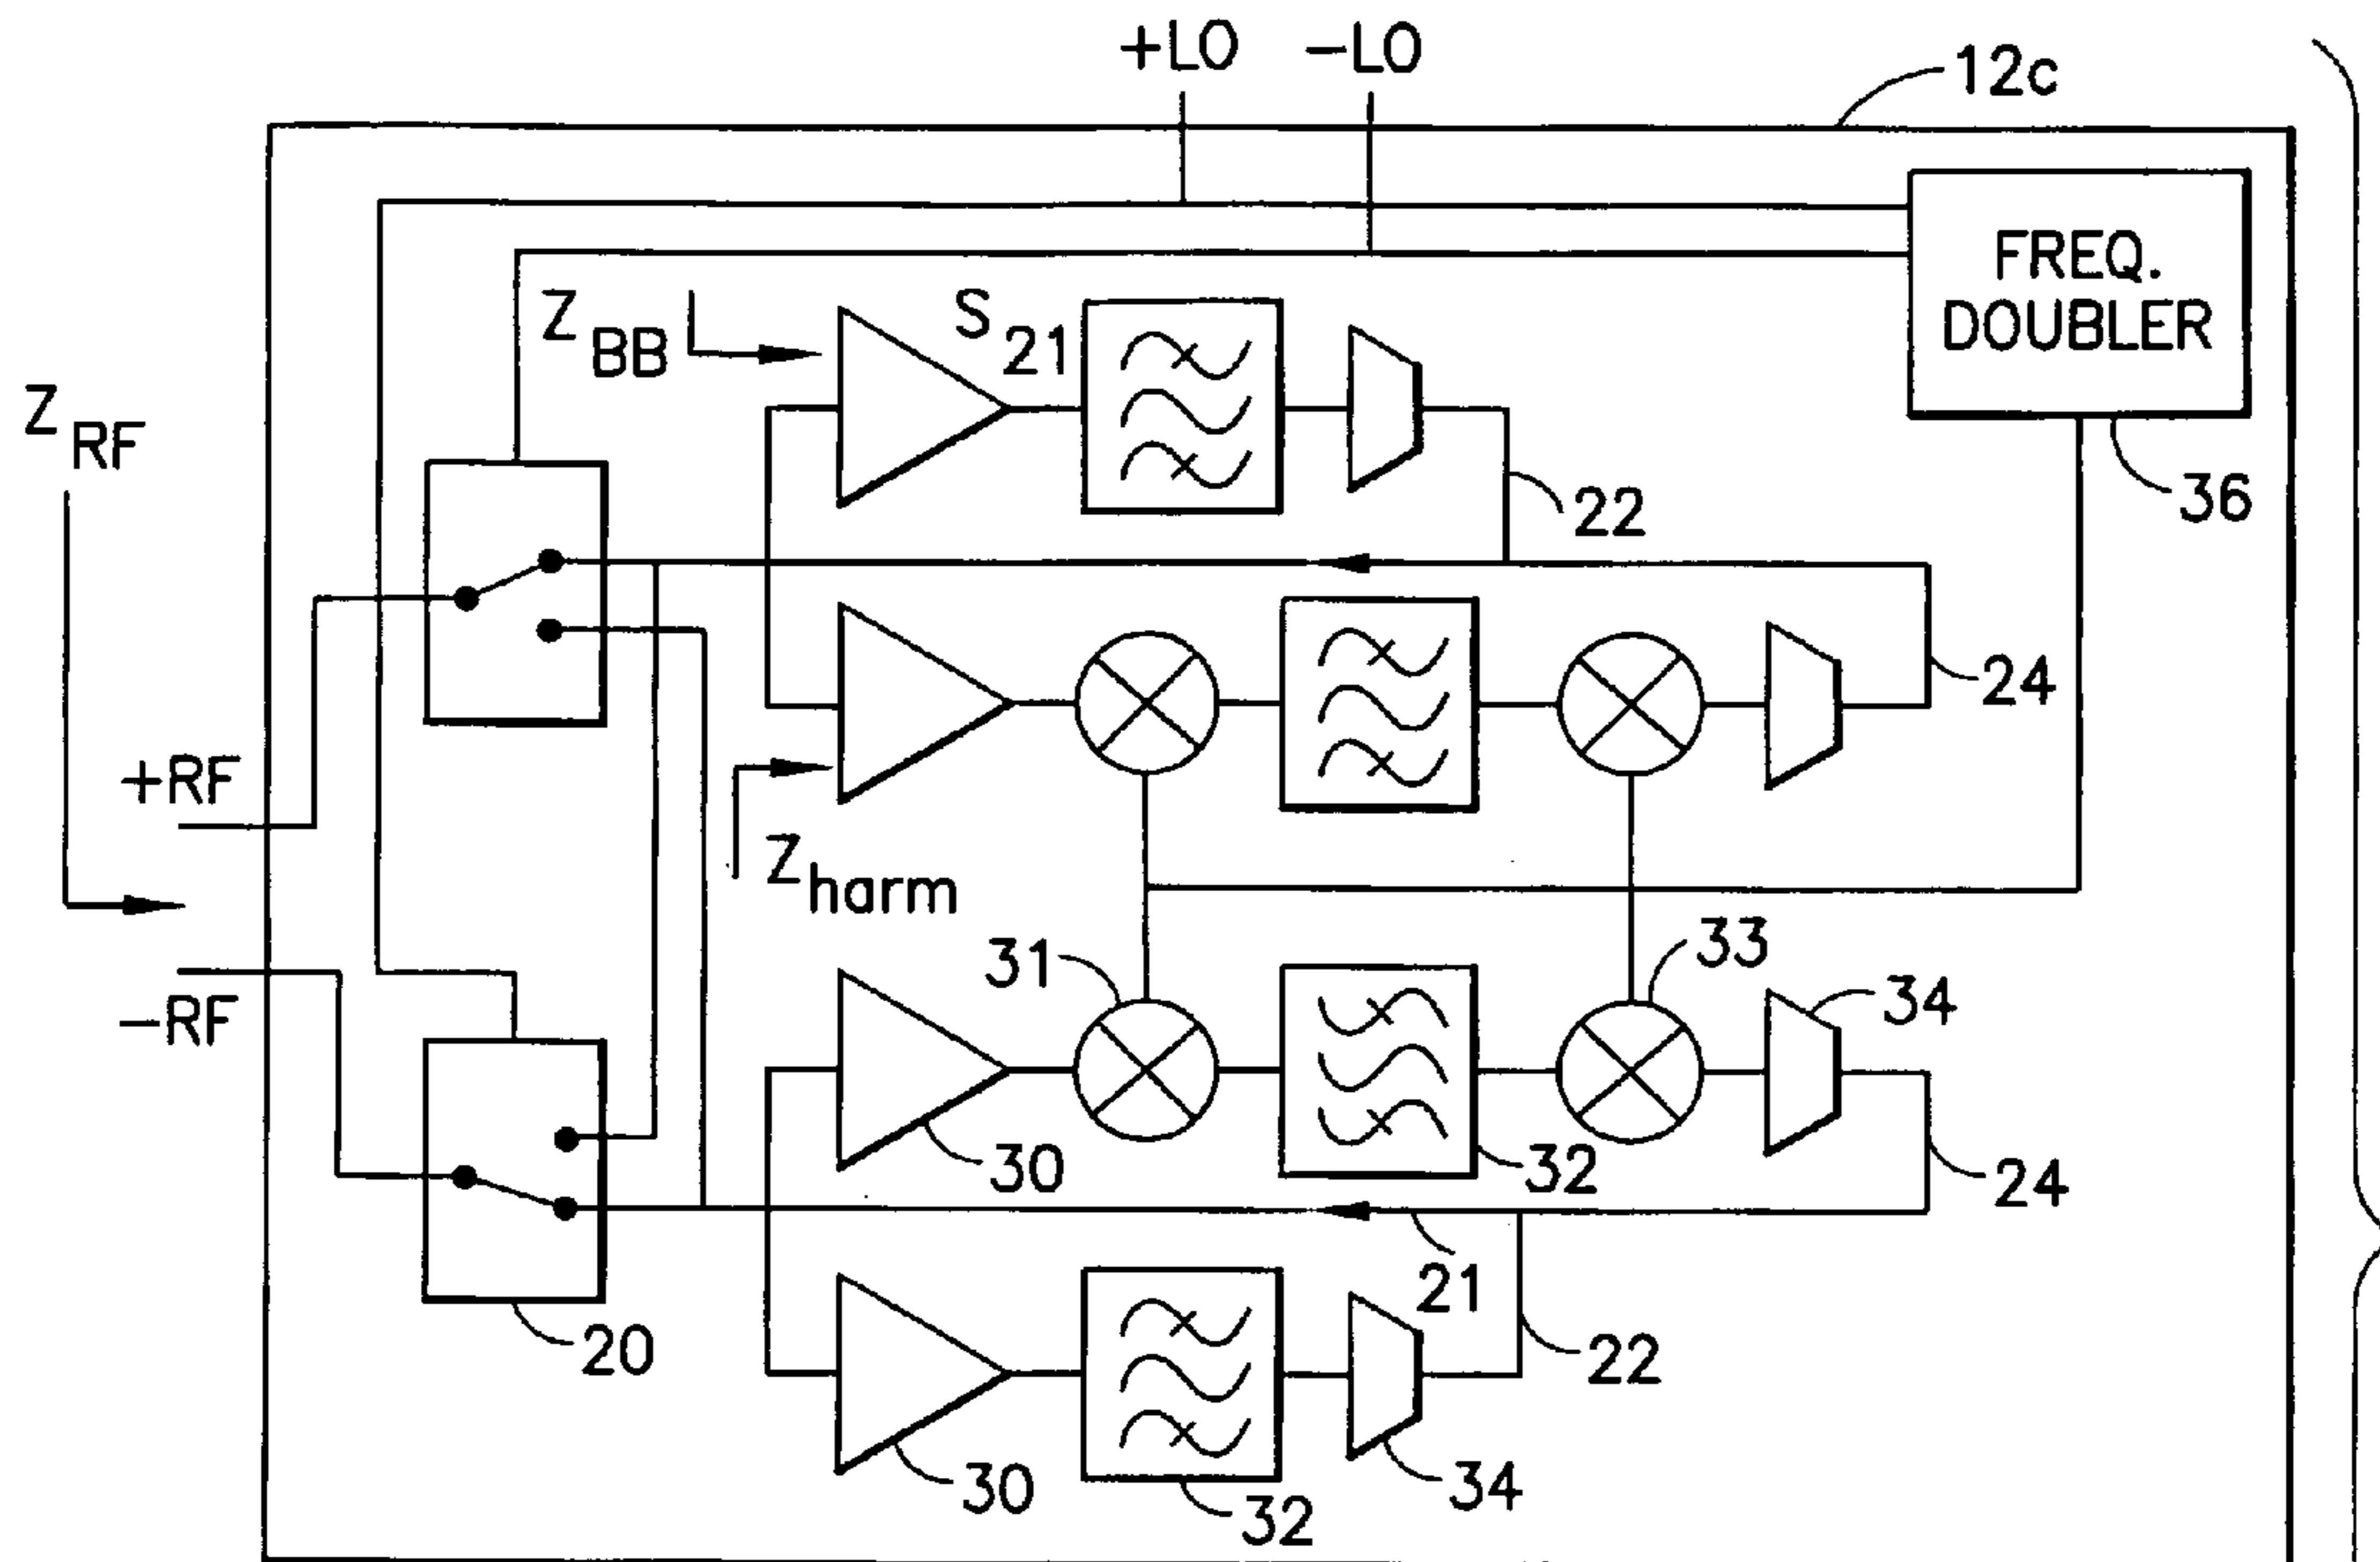 +LO -LO
12c
FREQ.
DOUBLER
Z BB
S 21
Z RF
36
22
24
+RF
Z harm
31
33
34
-RF
30
32
24
21
22
20
30
32
34